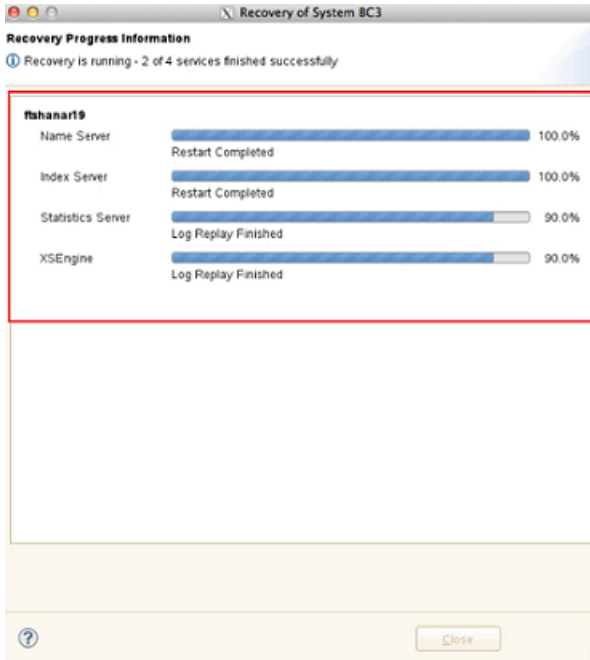 Recovery of System BC3
Recovery Progress Information
Recovery is running - 2 of 4 services finished successfully
ftshanar19
Name Server 100.0%
Restart Completed
Index Server 100.0%
Restart Completed
Statistics Server 90.0%
Log Replay Finished
XSEngine 90.0%
Log Replay Finished
Close